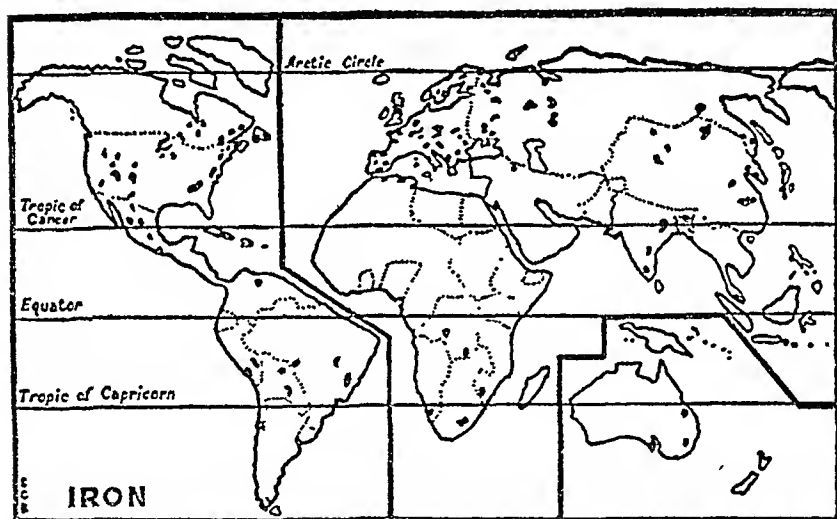 Arctic Circle
Tropic of
Cancer
Equator
Tropic of Capricorn
IRON